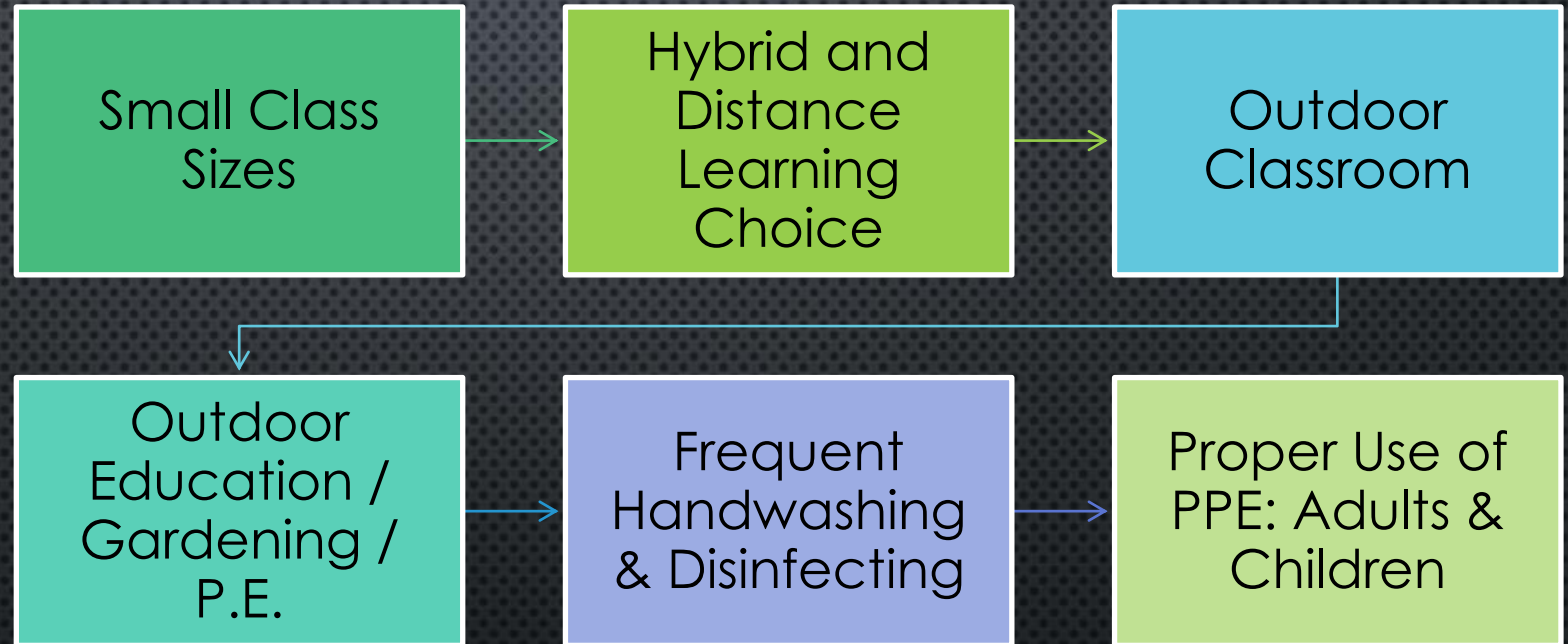 Small Class
Sizes
Hybrid and
Distance
Learning
Choice
Outdoor
Classroom
Outdoor
Education /
Gardening /
P.E.
Frequent
Handwashing
& Disinfecting
Proper Use of
PPE: Adults &
Children